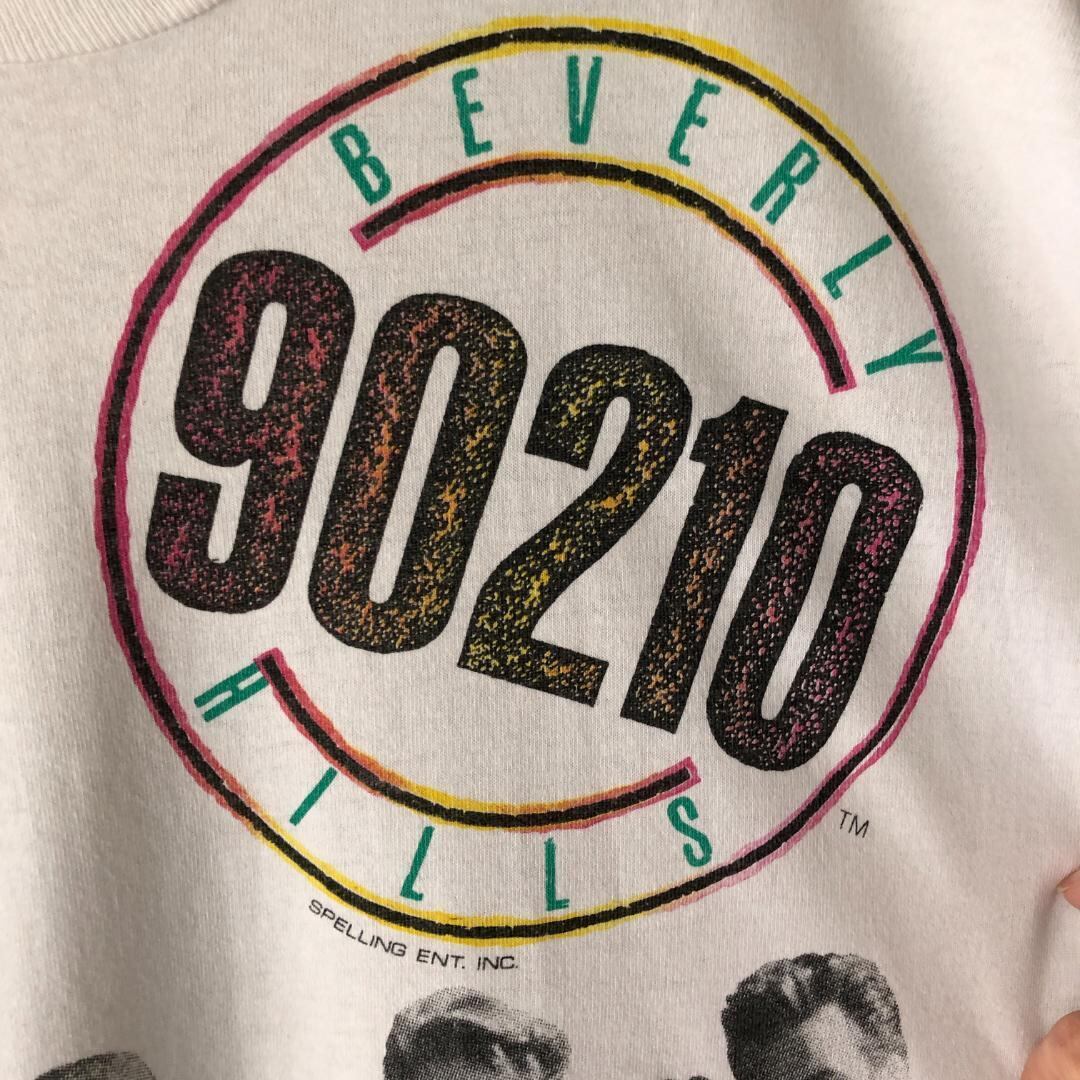 BEVERLY
90210
HILLS
TM
SPELLING ENT. INC.